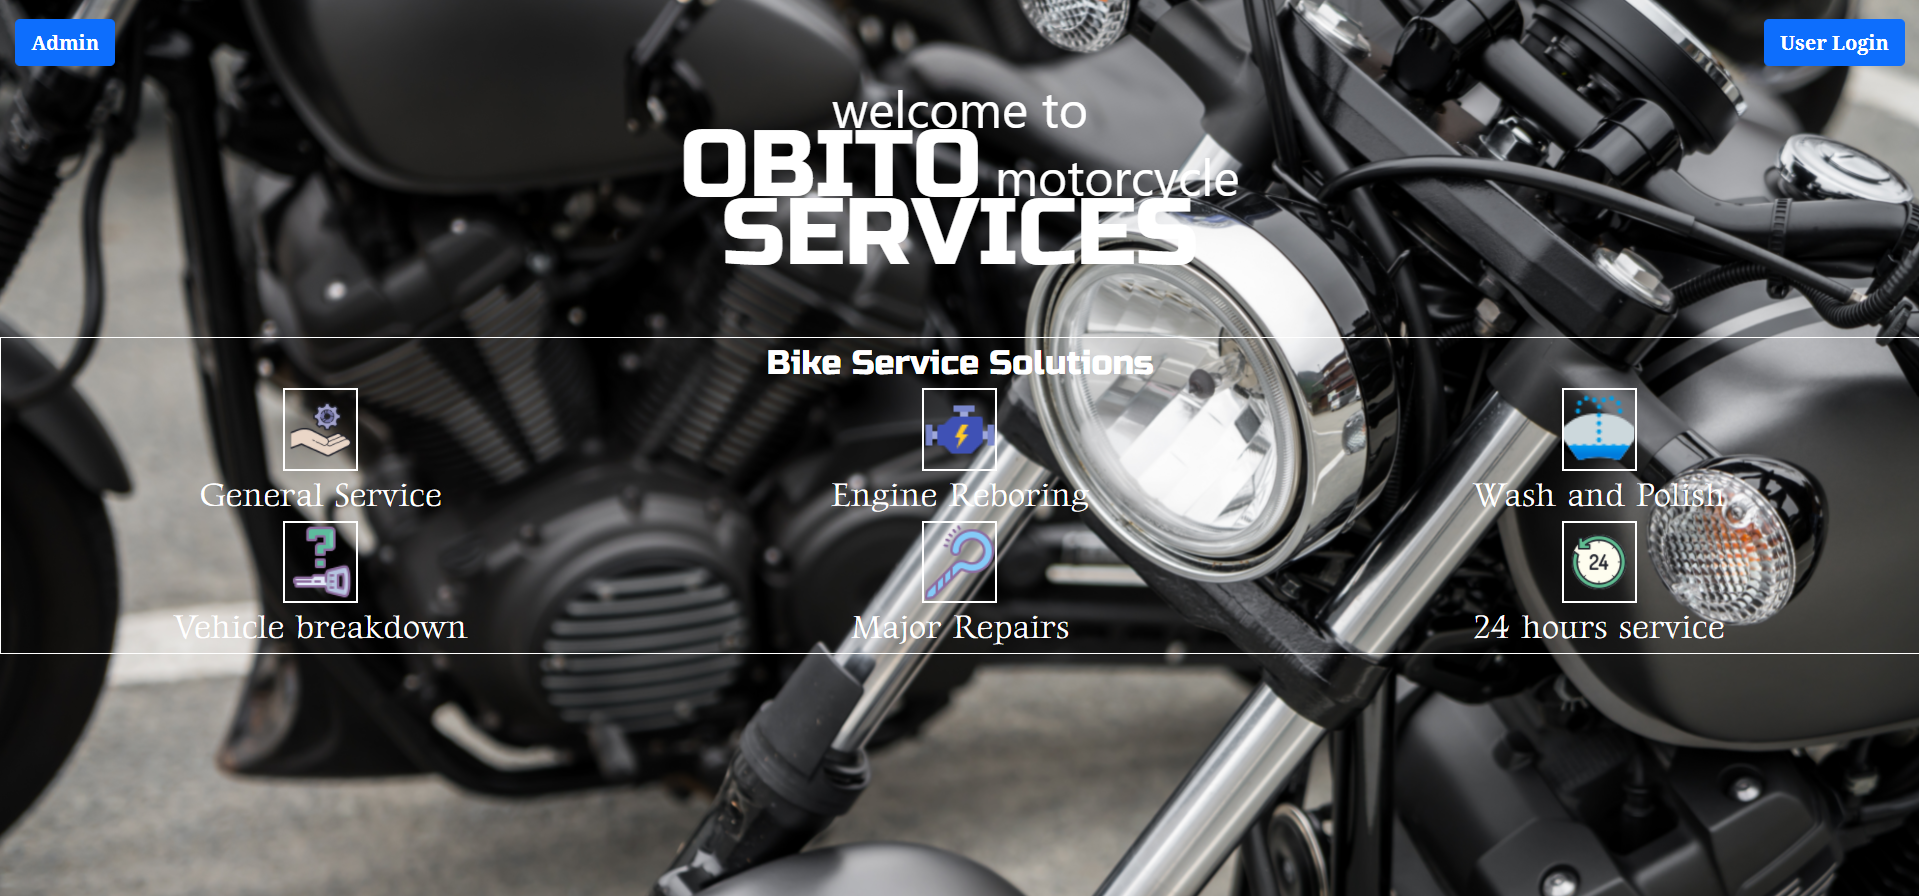 Admin
User Login
welcome to
OBITO motorcycle
SERVICES
Bike Service Solutions
General Service
Engine Reboring
Wash and Polish
24
Vehicle breakdown
Major Repairs
24 hours service